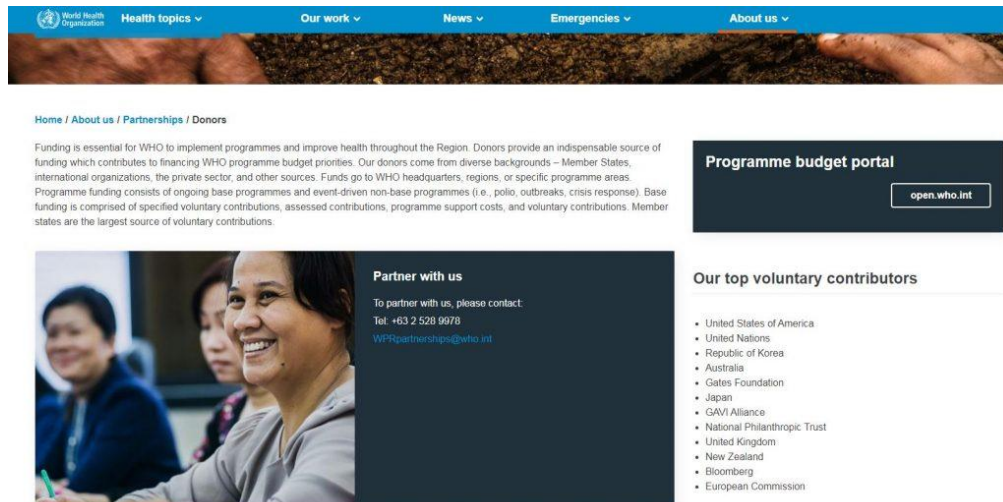 World Health
Organization
Health topics
Our work
News
Emergencies
About us
Home / About us / Partnerships / Donors
Funding is essential for WHO to implement programmes and improve health throughout the Region. Donors provide an indispensable source of
funding which contributes to financing WHO programme budget priorities. Our donors come from diverse backgrounds – Member States,
international organizations, the private sector, and other sources. Funds go to WHO headquarters, regions, or specific programme areas.
Programme funding consists of ongoing base programmes and event-driven non-base programmes (i.e., polio, outbreaks, crisis response). Base
funding is comprised of specified voluntary contributions, assessed contributions, programme support costs, and voluntary contributions. Member
states are the largest source of voluntary contributions.
Programme budget portal
open.who.int
Partner with us
To partner with us, please contact:
Tel: +63 2 528 9978
WPRpartnerships@who.int
Our top voluntary contributors
• United States of America
• United Nations
• Republic of Korea
• Australia
• Gates Foundation
• Japan
• GAVI Alliance
• National Philanthropic Trust
• United Kingdom
• New Zealand
• Bloomberg
• European Commission